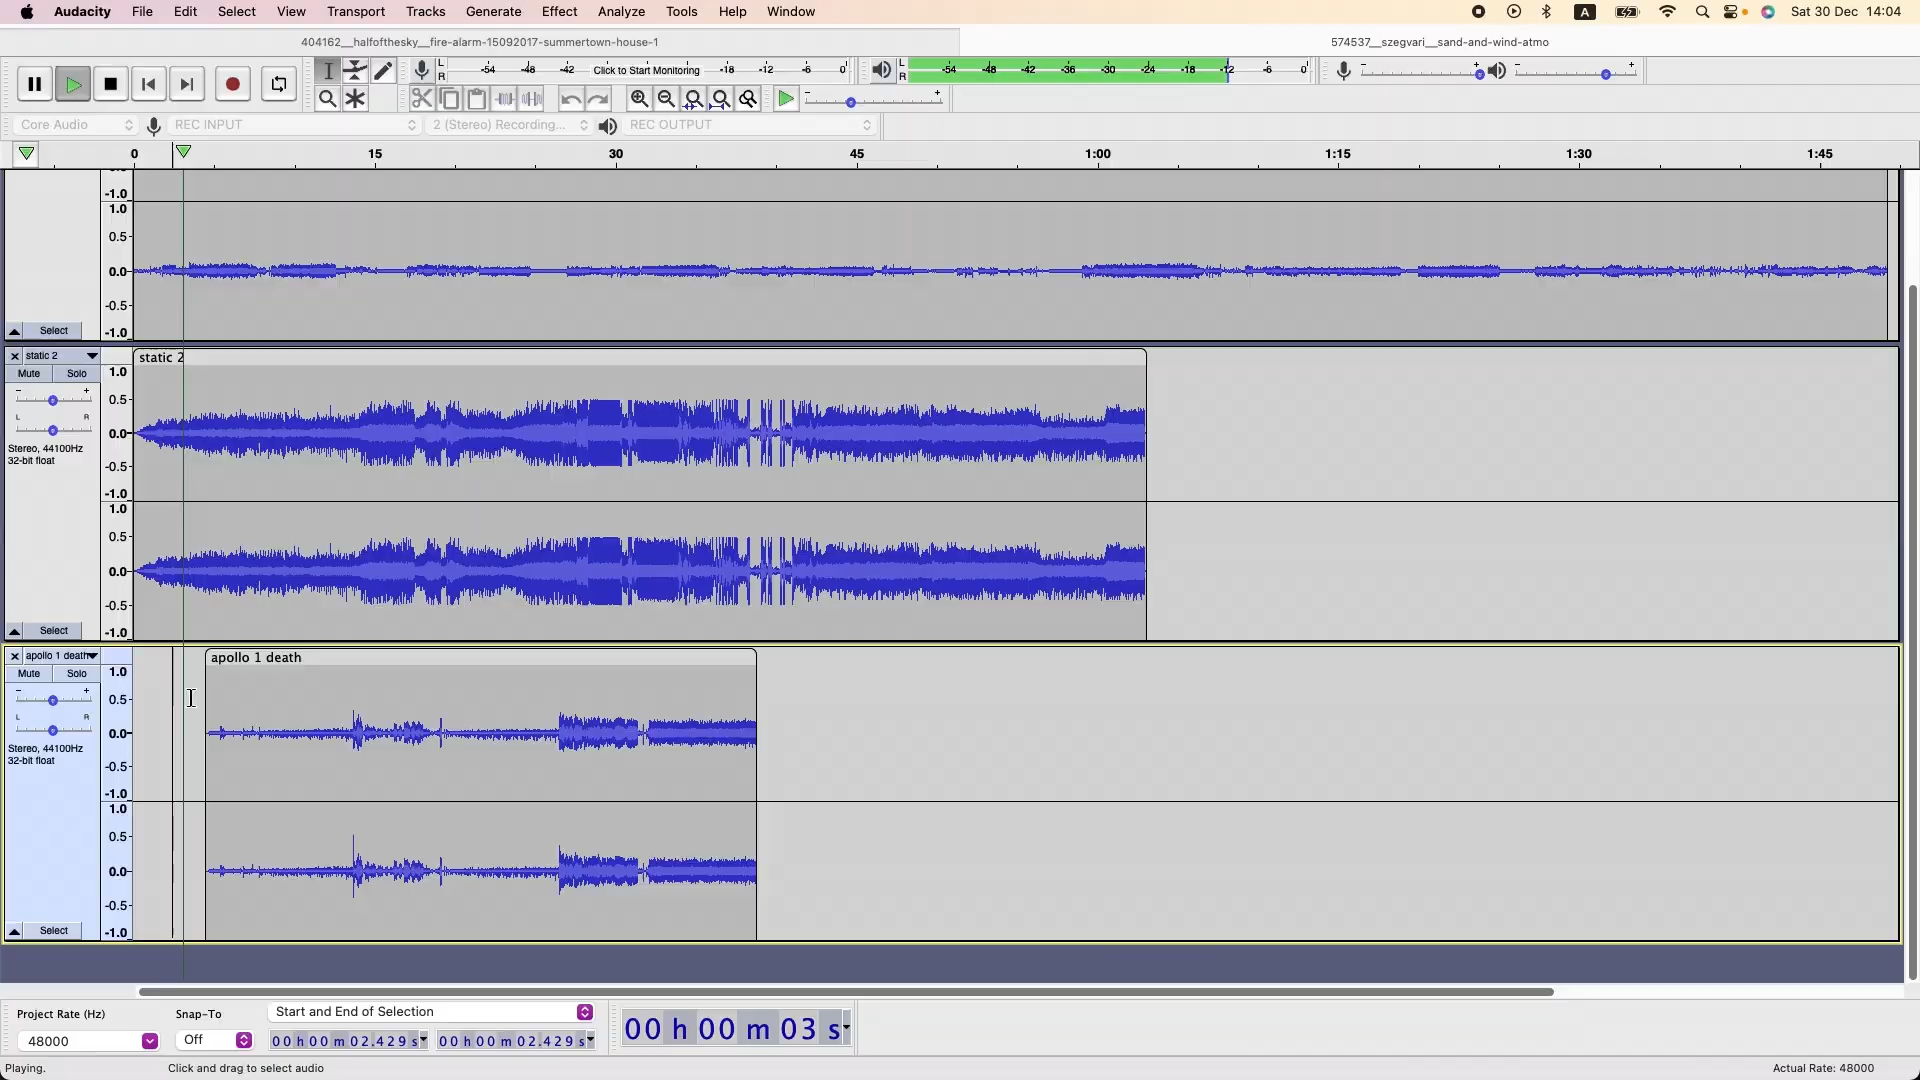 Audacity File Edit Select View Transport Tracks Generate Effect Analyze Tools Help Window A Sat 30 Dec 14:04
404162__halfofthesky__fire-alarm-15092017-summertown-house-1 574537__szegvari__sand-and-wind-atmo
L R -54 -48 -42 Click to Start Monitoring -18 -12 -6 0 L R -54 -48 -42 -36 -30 -24 -18 -12 -6 0 - + - +
- +
Core Audio REC INPUT 2 (Stereo) Recording... REC OUTPUT
0 15 30 45 1:00 1:15 1:30 1:45
-1.0
1.0
0.5
0.0
-0.5
Select
-1.0
static 2 static 2
Mute Solo 1.0
- + 0.5
L R
0.0
Stereo, 44100Hz
32-bit float
-0.5
-1.0
1.0
0.5
0.0
-0.5
Select -1.0
apollo 1 death apollo 1 death
Mute Solo 1.0
- + 0.5
L R
0.0
Stereo, 44100Hz
32-bit float
-0.5
-1.0
1.0
0.5
0.0
-0.5
Select -1.0
Project Rate (Hz) Snap-To Start and End of Selection
48000 Off 00 h 00 m 02.429 s 00 h 00 m 02.429 s 00 h 00 m 03 s
Playing. Click and drag to select audio Actual Rate: 48000